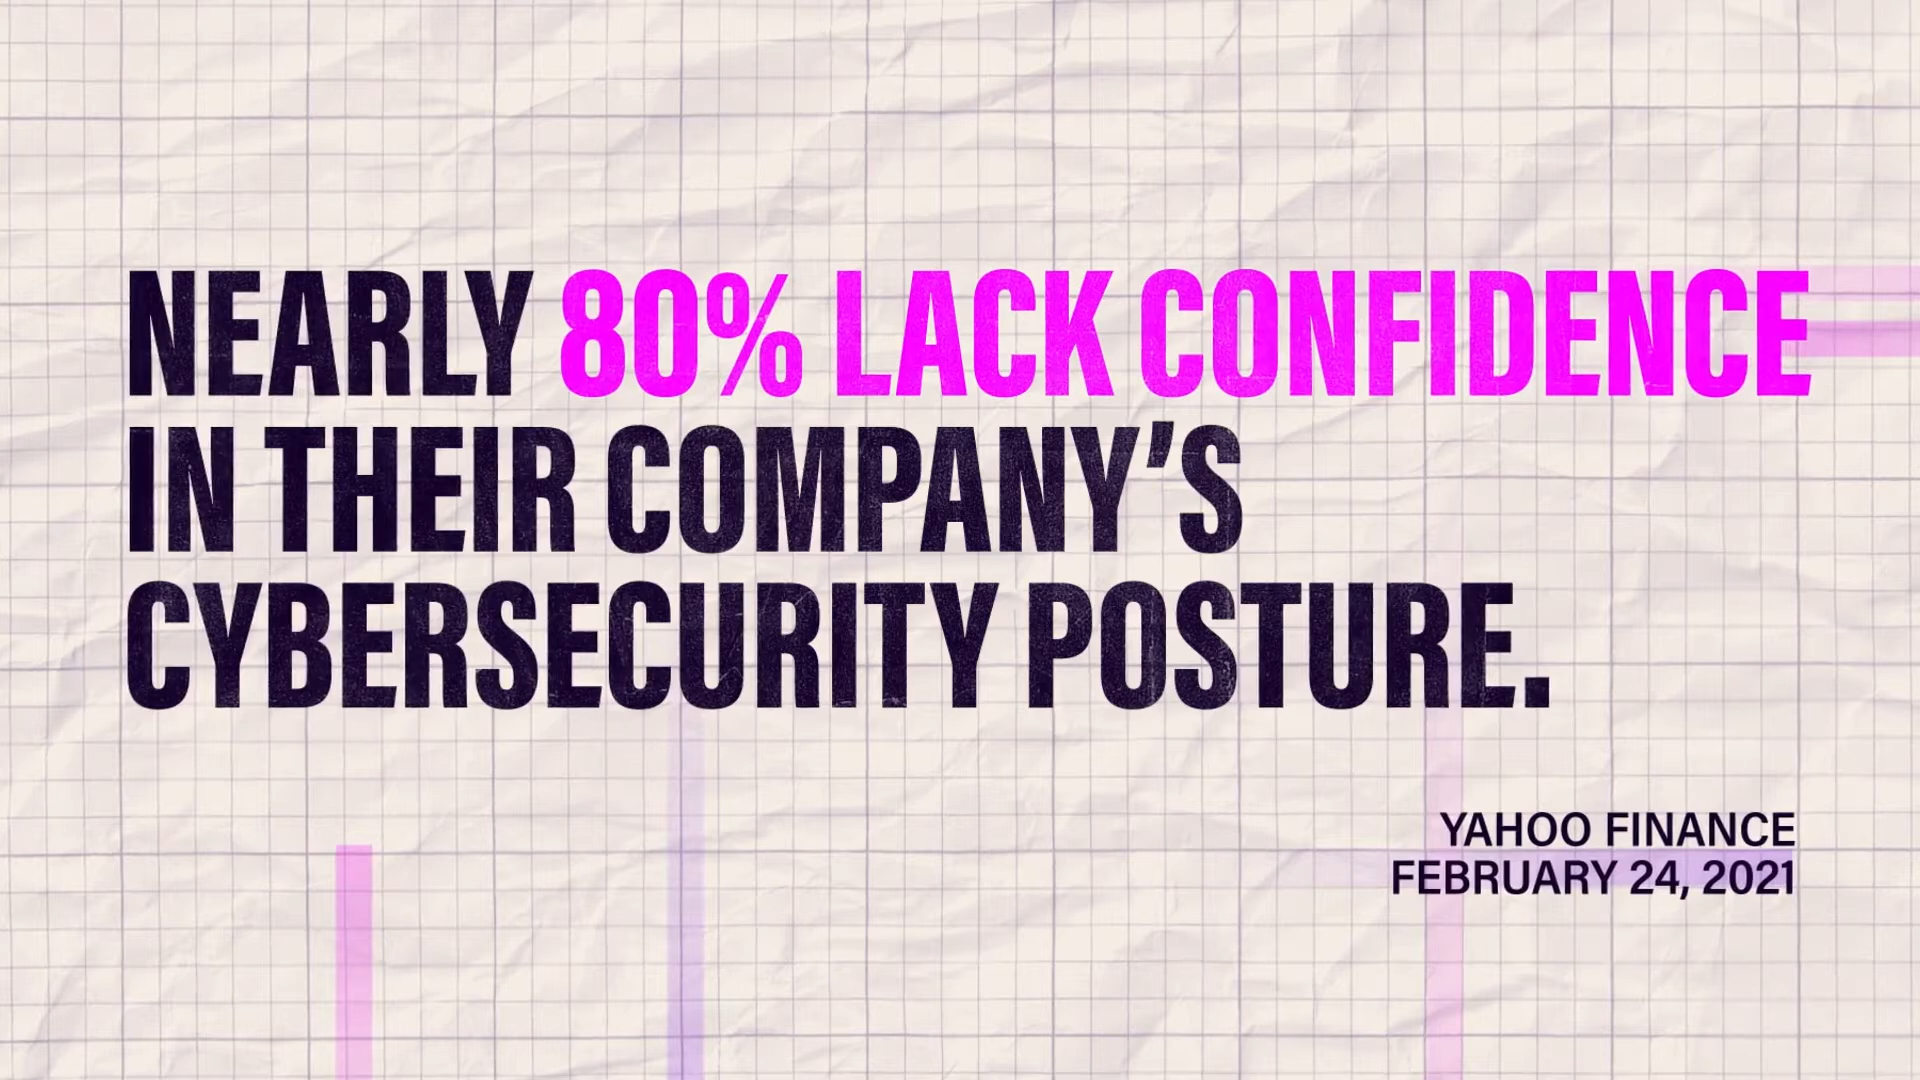 NEARLY 80% LACK CONFIDENCE
IN THEIR COMPANY’S
CYBERSECURITY POSTURE.
YAHOO FINANCE
FEBRUARY 24, 2021